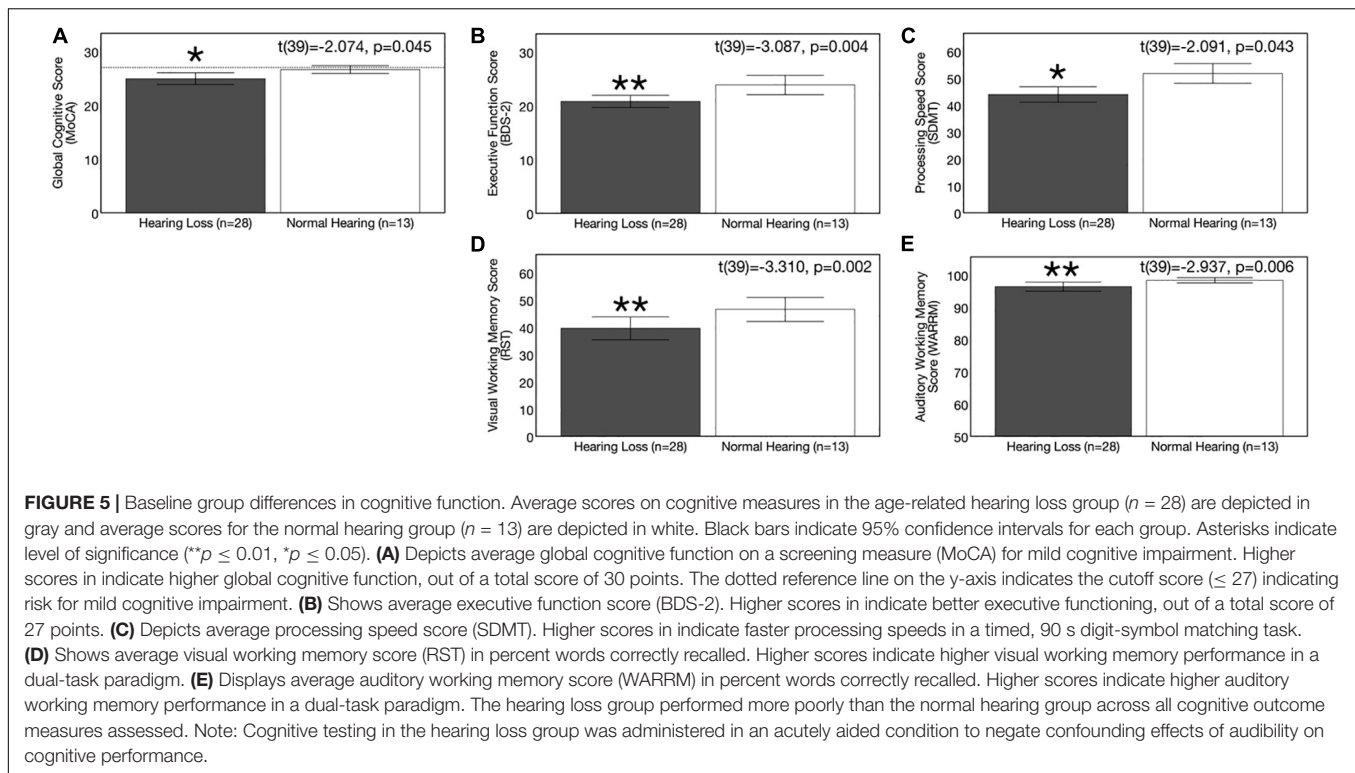 A
t(39)=-2.074, p=0.045
30
20
10
0
Global Cognitive Score
(MoCA)
*
Hearing Loss (n=28)
Normal Hearing (n=13)
B
t(39)=-3.087, p=0.004
30
20
10
0
Executive Function Score
(BDS-2)
**
Hearing Loss (n=28)
Normal Hearing (n=13)
C
t(39)=-2.091, p=0.043
60
50
40
30
20
10
0
Processing Speed Score
(SDMT)
*
Hearing Loss (n=28)
Normal Hearing (n=13)
D
t(39)=-3.310, p=0.002
60
50
40
30
20
10
0
Visual Working Memory Score
(RST)
**
Hearing Loss (n=28)
Normal Hearing (n=13)
E
t(39)=-2.937, p=0.006
100
90
80
70
60
50
Auditory Working Memory
Score (WARRM)
**
Hearing Loss (n=28)
Normal Hearing (n=13)
FIGURE 5 | Baseline group differences in cognitive function. Average scores on cognitive measures in the age-related hearing loss group (n = 28) are depicted in
gray and average scores for the normal hearing group (n = 13) are depicted in white. Black bars indicate 95% confidence intervals for each group. Asterisks indicate
level of significance (**p ≤ 0.01, *p ≤ 0.05). (A) Depicts average global cognitive function on a screening measure (MoCA) for mild cognitive impairment. Higher
scores in indicate higher global cognitive function, out of a total score of 30 points. The dotted reference line on the y-axis indicates the cutoff score (≤ 27) indicating
risk for mild cognitive impairment. (B) Shows average executive function score (BDS-2). Higher scores in indicate better executive functioning, out of a total score of
27 points. (C) Depicts average processing speed score (SDMT). Higher scores in indicate faster processing speeds in a timed, 90 s digit-symbol matching task.
(D) Shows average visual working memory score (RST) in percent words correctly recalled. Higher scores indicate higher visual working memory performance in a
dual-task paradigm. (E) Displays average auditory working memory score (WARRM) in percent words correctly recalled. Higher scores indicate higher auditory
working memory performance in a dual-task paradigm. The hearing loss group performed more poorly than the normal hearing group across all cognitive outcome
measures assessed. Note: Cognitive testing in the hearing loss group was administered in an acutely aided condition to negate confounding effects of audibility on
cognitive performance.